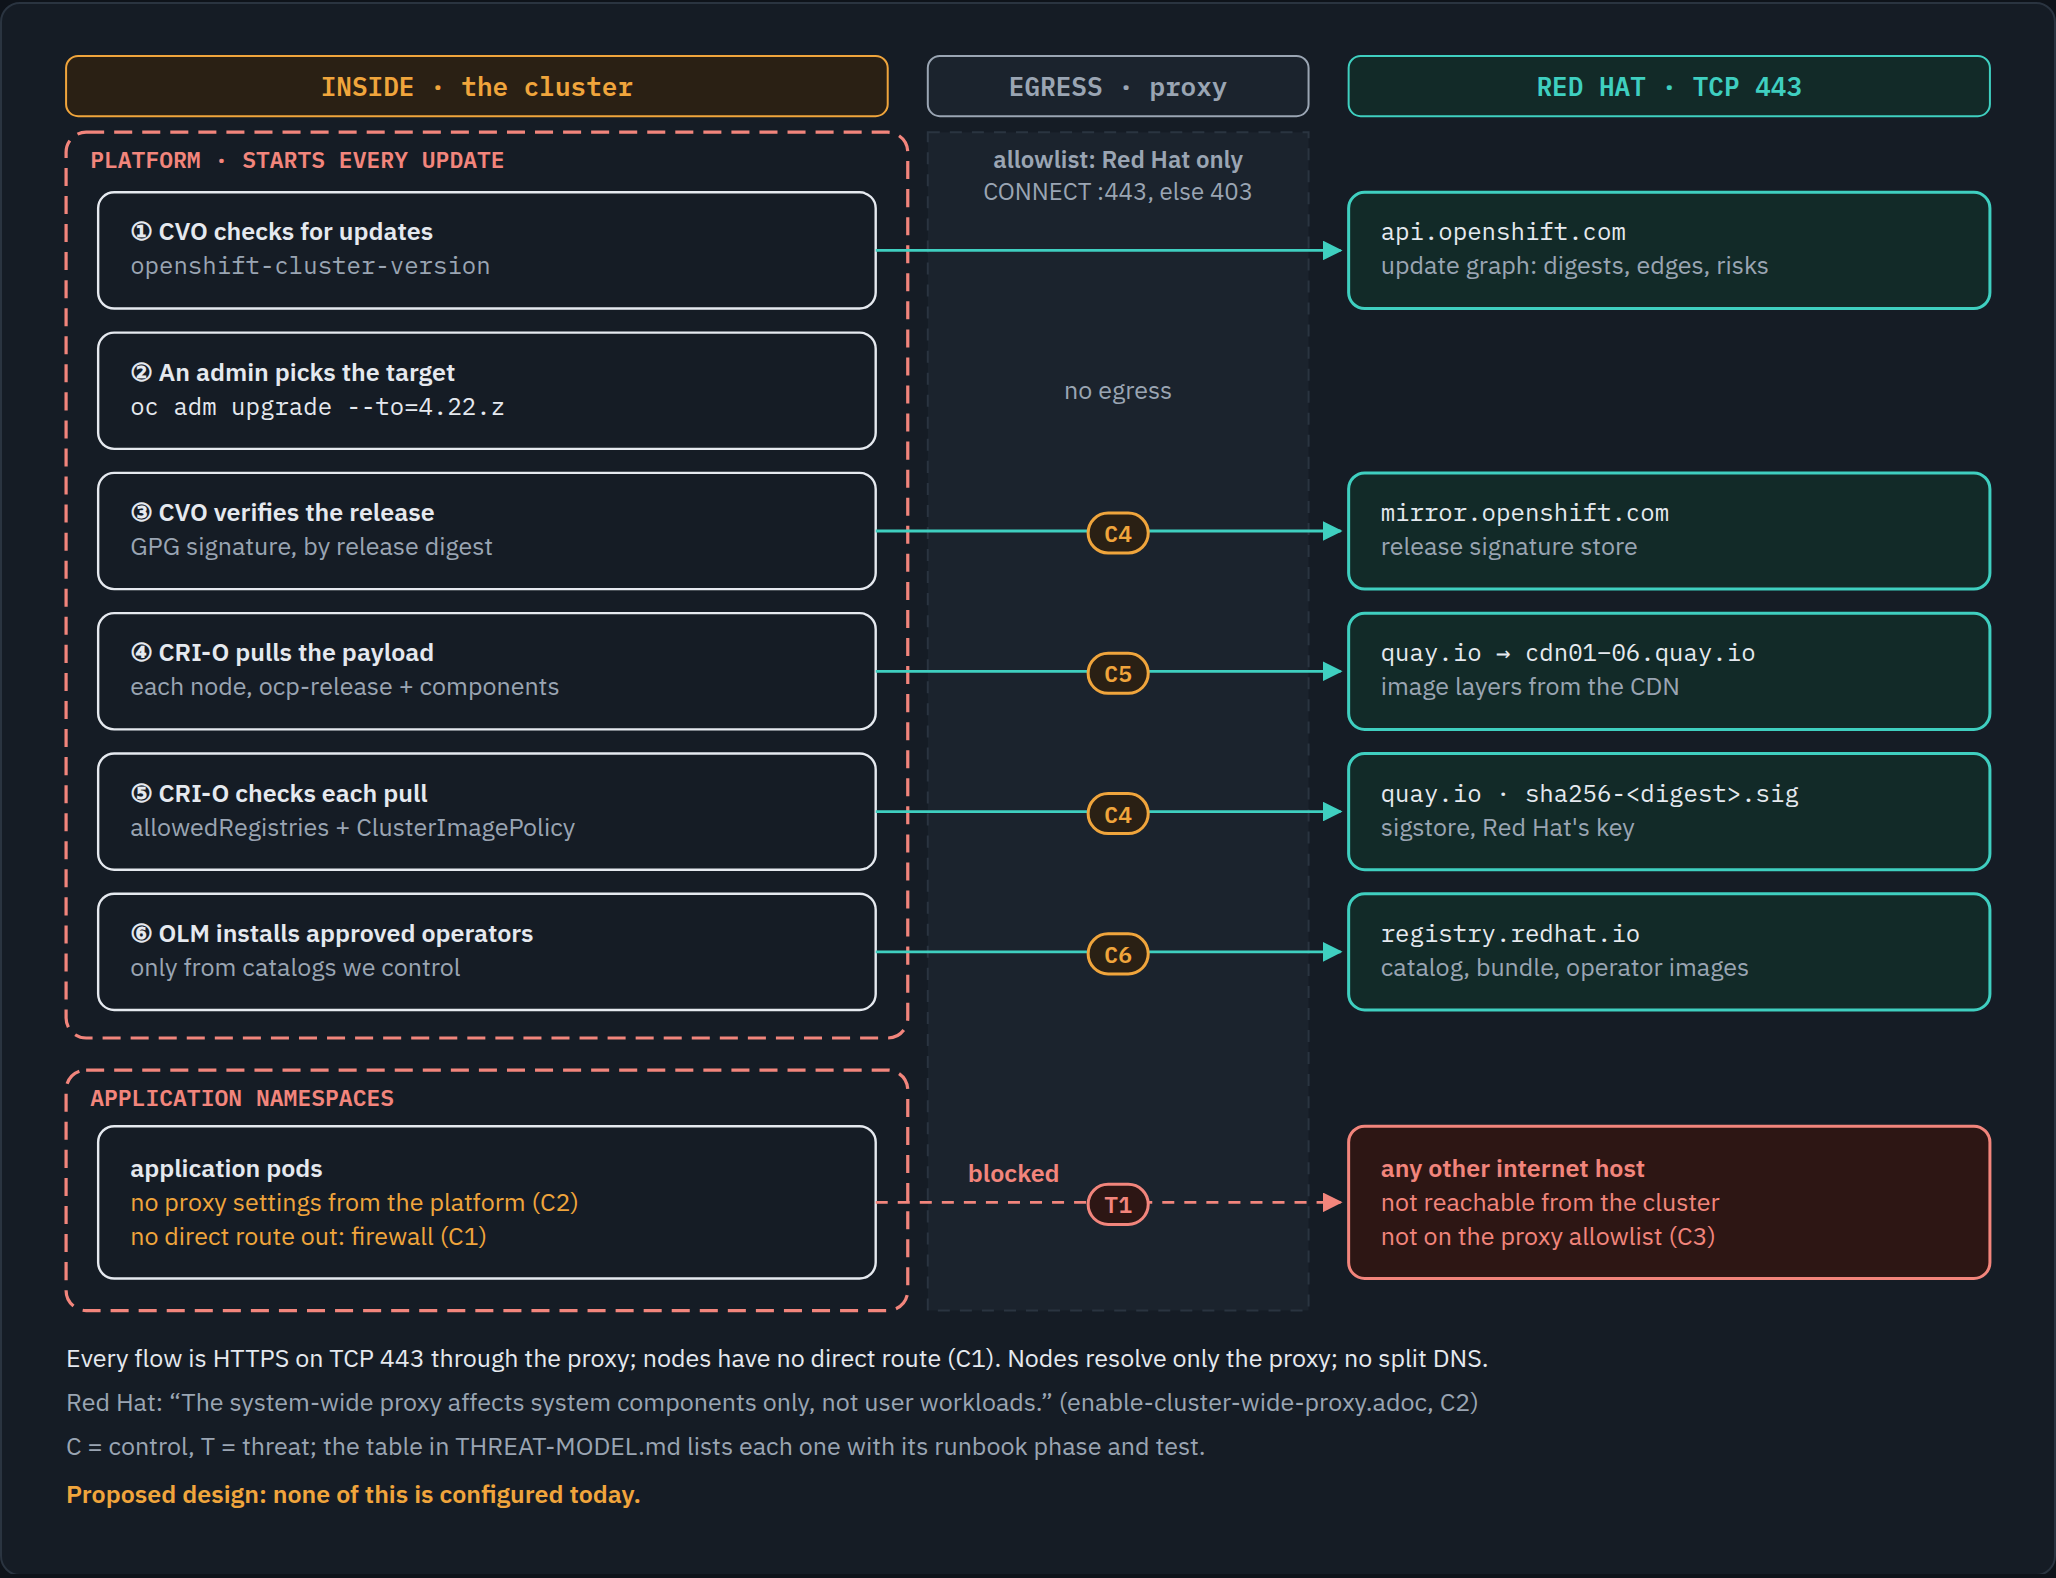 INSIDE · the cluster
EGRESS · proxy
RED HAT · TCP 443
PLATFORM · STARTS EVERY UPDATE
allowlist: Red Hat only
CONNECT :443, else 403
① CVO checks for updates
openshift-cluster-version
api.openshift.com
update graph: digests, edges, risks
② An admin picks the target
oc adm upgrade --to=4.22.z
no egress
③ CVO verifies the release
GPG signature, by release digest
C4
mirror.openshift.com
release signature store
④ CRI-O pulls the payload
each node, ocp-release + components
C5
quay.io → cdn01–06.quay.io
image layers from the CDN
⑤ CRI-O checks each pull
allowedRegistries + ClusterImagePolicy
C4
quay.io · sha256-<digest>.sig
sigstore, Red Hat's key
⑥ OLM installs approved operators
only from catalogs we control
C6
registry.redhat.io
catalog, bundle, operator images
APPLICATION NAMESPACES
application pods
no proxy settings from the platform (C2)
no direct route out: firewall (C1)
blocked
T1
any other internet host
not reachable from the cluster
not on the proxy allowlist (C3)
Every flow is HTTPS on TCP 443 through the proxy; nodes have no direct route (C1). Nodes resolve only the proxy; no split DNS.
Red Hat: “The system-wide proxy affects system components only, not user workloads.” (enable-cluster-wide-proxy.adoc, C2)
C = control, T = threat; the table in THREAT-MODEL.md lists each one with its runbook phase and test.
Proposed design: none of this is configured today.